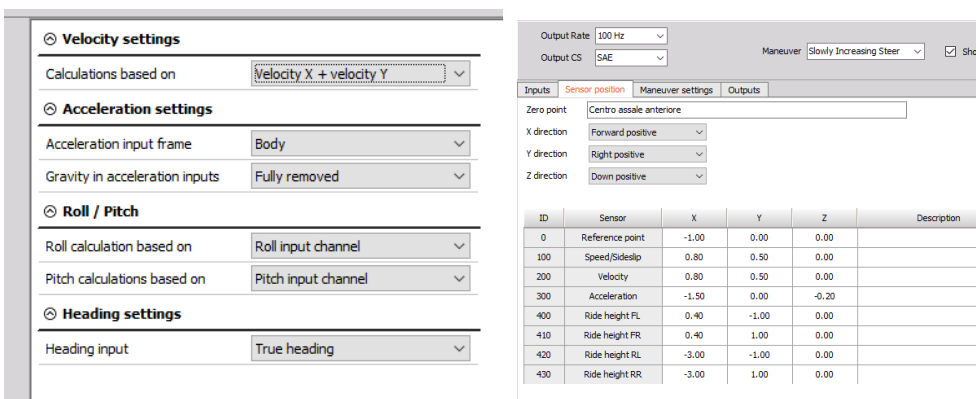 Velocity settings
Calculations based on Velocity X + velocity Y
Acceleration settings
Acceleration input frame Body
Gravity in acceleration inputs Fully removed
Roll / Pitch
Roll calculation based on Roll input channel
Pitch calculations based on Pitch input channel
Heading settings
Heading input True heading
Output Rate 100 Hz
Output CS SAE
Maneuver Slowly Increasing Steer Sho
Inputs Sensor position Maneuver settings Outputs
Zero point Centro assale anteriore
X direction Forward positive
Y direction Right positive
Z direction Down positive
ID Sensor X Y Z Description
0 Reference point -1.00 0.00 0.00
100 Speed/Sideslip 0.80 0.50 0.00
200 Velocity 0.80 0.50 0.00
300 Acceleration -1.50 0.00 -0.20
400 Ride height FL 0.40 -1.00 0.00
410 Ride height FR 0.40 1.00 0.00
420 Ride height RL -3.00 -1.00 0.00
430 Ride height RR -3.00 1.00 0.00